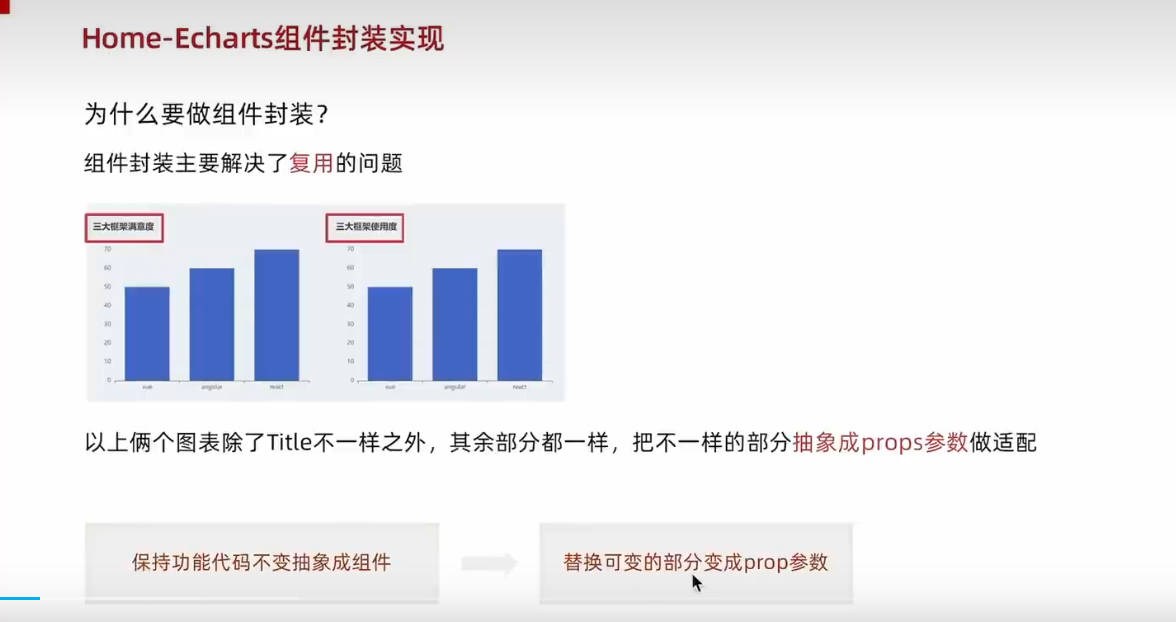 Home-Echarts组件封装实现
为什么要做组件封装？
组件封装主要解决了复用的问题
三大框架满意度
三大框架使用度
70
60
50
40
30
20
10
0
vue angular react
70
60
50
40
30
20
10
0
vue angular react
以上俩个图表除了Title不一样之外，其余部分都一样，把不一样的部分抽象成props参数做适配
保持功能代码不变抽象成组件
替换可变的部分变成prop参数